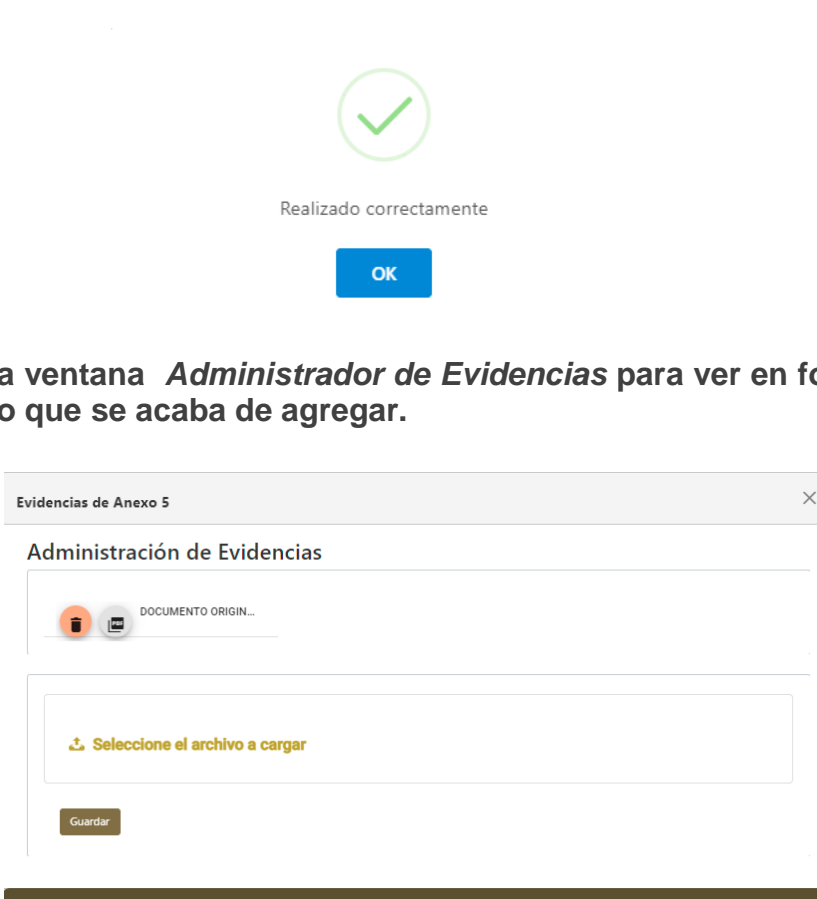 Realizado correctamente
OK
a ventana Administrador de Evidencias para ver en fo
o que se acaba de agregar.
Evidencias de Anexo 5
Administración de Evidencias
DOCUMENTO ORIGIN...
Seleccione el archivo a cargar
Guardar